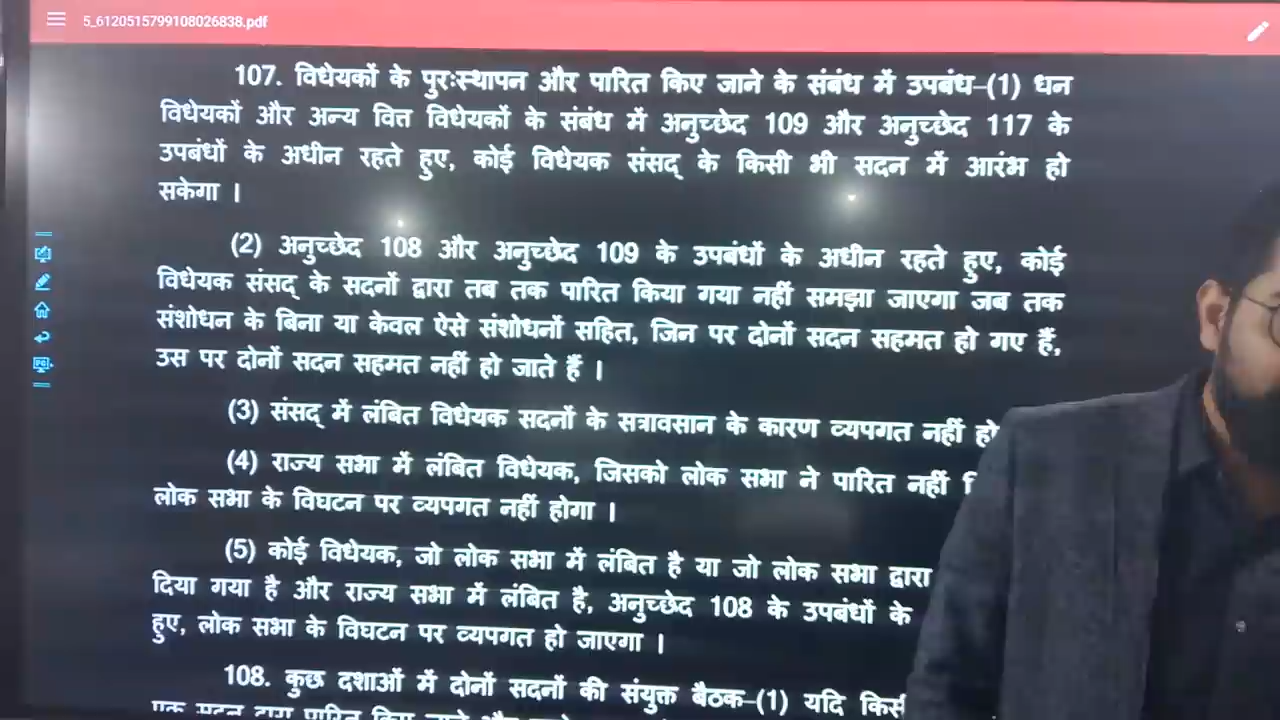 5_6120515799108026838.pdf
107. विधेयकों के पुरःस्थापन और पारित किए जाने के संबंध में उपबंध–(1) धन
विधेयकों और अन्य वित्त विधेयकों के संबंध में अनुच्छेद 109 और अनुच्छेद 117 के
उपबंधों के अधीन रहते हुए, कोई विधेयक संसद् के किसी भी सदन में आरंभ हो
सकेगा ।
(2) अनुच्छेद 108 और अनुच्छेद 109 के उपबंधों के अधीन रहते हुए, कोई
विधेयक संसद् के सदनों द्वारा तब तक पारित किया गया नहीं समझा जाएगा जब तक
संशोधन के बिना या केवल ऐसे संशोधनों सहित, जिन पर दोनों सदन सहमत हो गए हैं,
उस पर दोनों सदन सहमत नहीं हो जाते हैं ।
(3) संसद् में लंबित विधेयक सदनों के सत्रावसान के कारण व्यपगत नहीं हो
(4) राज्य सभा में लंबित विधेयक, जिसको लोक सभा ने पारित नहीं
लोक सभा के विघटन पर व्यपगत नहीं होगा ।
(5) कोई विधेयक, जो लोक सभा में लंबित है या जो लोक सभा द्वारा
दिया गया है और राज्य सभा में लंबित है, अनुच्छेद 108 के उपबंधों के
हुए, लोक सभा के विघटन पर व्यपगत हो जाएगा ।
108. कुछ दशाओं में दोनों सदनों की संयुक्त बैठक–(1) यदि किसी